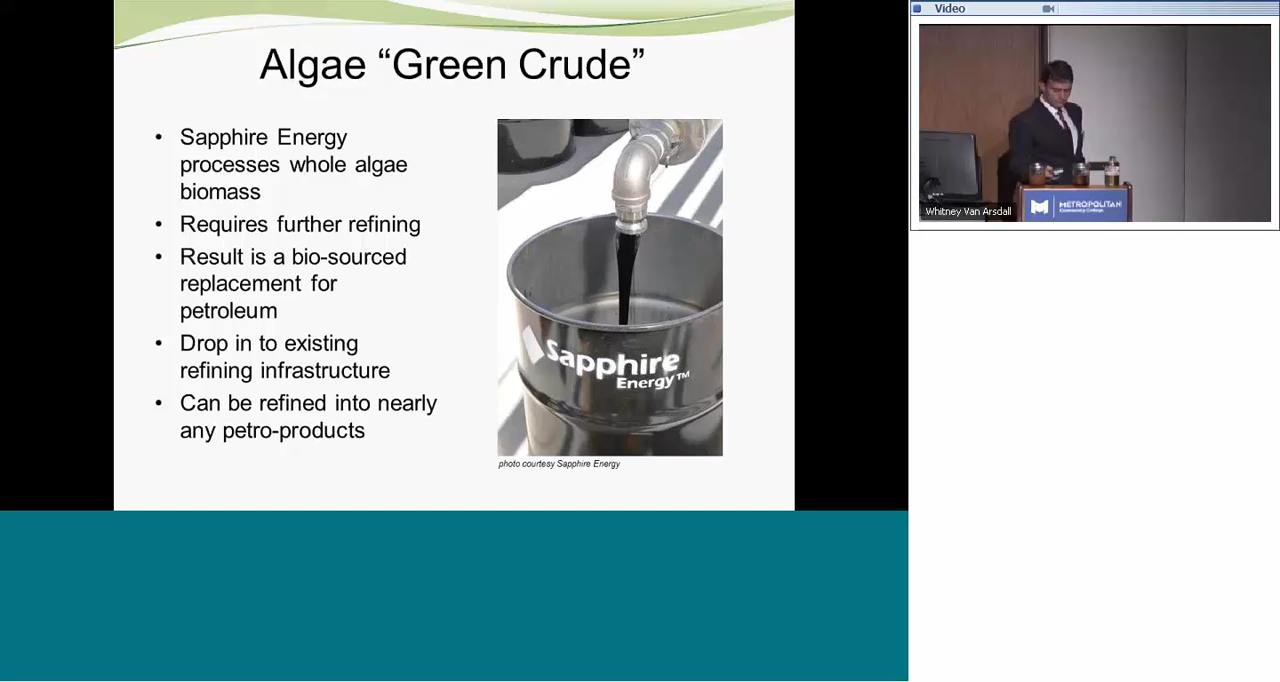 Algae “Green Crude”
• Sapphire Energy
processes whole algae
biomass
• Requires further refining
• Result is a bio-sourced
replacement for
petroleum
• Drop in to existing
refining infrastructure
• Can be refined into nearly
any petro-products
Sapphire
Energy™
photo courtesy Sapphire Energy
Video
Whitney Van Arsdall
METROPOLITAN
Community College